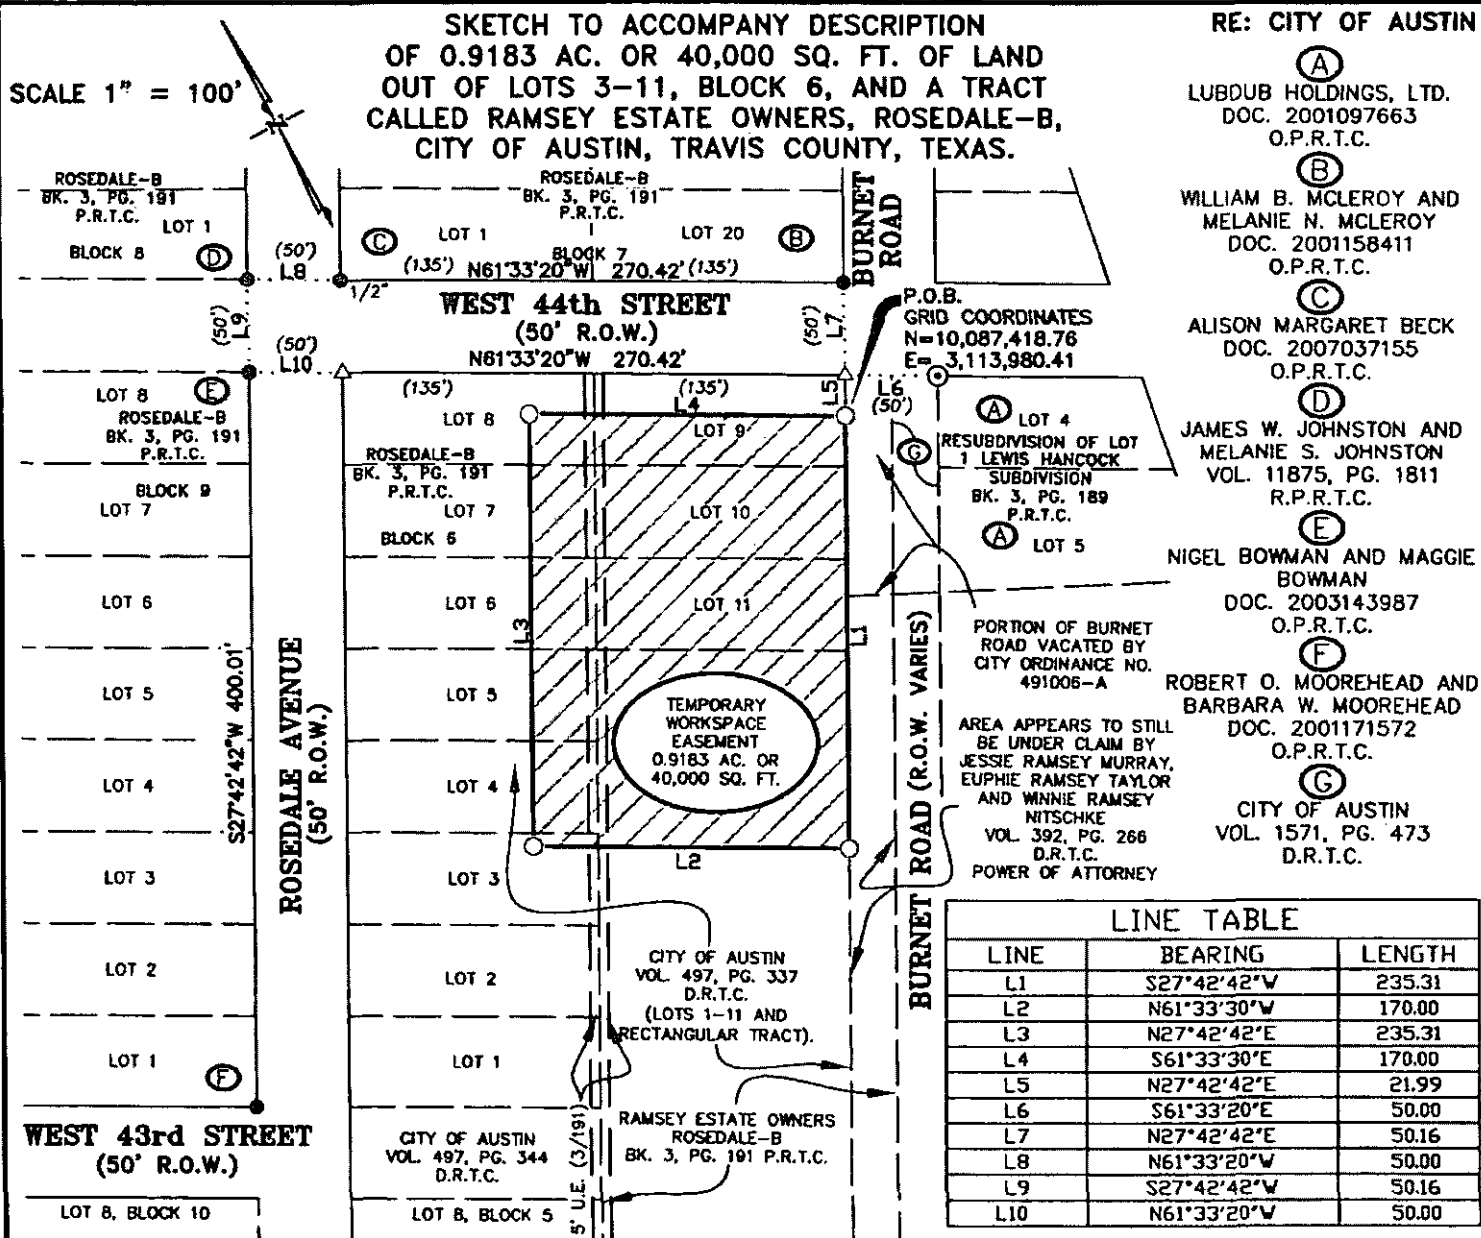 SKETCH TO ACCOMPANY DESCRIPTION
OF 0.9183 AC. OR 40,000 SQ. FT. OF LAND
OUT OF LOTS 3-11, BLOCK 6, AND A TRACT
CALLED RAMSEY ESTATE OWNERS, ROSEDALE-B,
CITY OF AUSTIN, TRAVIS COUNTY, TEXAS.
SCALE 1" = 100'
RE: CITY OF AUSTIN
A
LUBDUB HOLDINGS, LTD.
DOC. 2001097663
O.P.R.T.C.
B
WILLIAM B. MCLEROY AND
MELANIE N. MCLEROY
DOC. 2001158411
O.P.R.T.C.
C
ALISON MARGARET BECK
DOC. 2007037155
O.P.R.T.C.
D
JAMES W. JOHNSTON AND
MELANIE S. JOHNSTON
VOL. 11875, PG. 1811
R.P.R.T.C.
E
NIGEL BOWMAN AND MAGGIE
BOWMAN
DOC. 2003143987
O.P.R.T.C.
F
ROBERT O. MOOREHEAD AND
BARBARA W. MOOREHEAD
DOC. 2001171572
O.P.R.T.C.
G
CITY OF AUSTIN
VOL. 1571, PG. 473
D.R.T.C.
ROSEDALE-B
BK. 3, PG. 191
P.R.T.C.
LOT 1
BLOCK 8
D
(50')
L8
C
1/2"
ROSEDALE-B
BK. 3, PG. 191
P.R.T.C.
LOT 1
LOT 20
BLOCK 7
B
(135') N61°33'20"W 270.42' (135')
BURNET
ROAD
WEST 44th STREET
(50' R.O.W.)
N61°33'20"W 270.42'
(50')
L9
(50')
L10
(50')
L7
P.O.B.
GRID COORDINATES
N=10,087,418.76
E= 3,113,980.41
(135')
(135')
L4
L5
L6
(50')
LOT 8
E
ROSEDALE-B
BK. 3, PG. 191
P.R.T.C.
BLOCK 9
LOT 7
LOT 6
LOT 5
LOT 4
LOT 3
LOT 2
LOT 1
F
S27°42'42"W 400.01'
ROSEDALE AVENUE
(50' R.O.W.)
LOT 8
ROSEDALE-B
BK. 3, PG. 191
P.R.T.C.
LOT 7
BLOCK 6
LOT 6
LOT 5
LOT 4
LOT 3
LOT 2
LOT 1
LOT 9
LOT 10
LOT 11
L3
L1
L2
TEMPORARY
WORKSPACE
EASEMENT
0.9183 AC. OR
40,000 SQ. FT.
A
LOT 4
G
RESUBDIVISION OF LOT
1 LEWIS HANCOCK
SUBDIVISION
BK. 3, PG. 189
P.R.T.C.
A
LOT 5
PORTION OF BURNET
ROAD VACATED BY
CITY ORDINANCE NO.
491006-A
AREA APPEARS TO STILL
BE UNDER CLAIM BY
JESSIE RAMSEY MURRAY,
EUPHIE RAMSEY TAYLOR
AND WINNIE RAMSEY
NITSCHKE
VOL. 392, PG. 266
D.R.T.C.
POWER OF ATTORNEY
BURNET ROAD (R.O.W. VARIES)
CITY OF AUSTIN
VOL. 497, PG. 337
D.R.T.C.
(LOTS 1-11 AND
RECTANGULAR TRACT).
RAMSEY ESTATE OWNERS
ROSEDALE-B
BK. 3, PG. 191 P.R.T.C.
5' U.E. (3/191)
WEST 43rd STREET
(50' R.O.W.)
LOT 8, BLOCK 10
CITY OF AUSTIN
VOL. 497, PG. 344
D.R.T.C.
LOT 8, BLOCK 5
LINE TABLE
LINE BEARING LENGTH
L1 S27°42'42"W 235.31
L2 N61°33'30"W 170.00
L3 N27°42'42"E 235.31
L4 S61°33'30"E 170.00
L5 N27°42'42"E 21.99
L6 S61°33'20"E 50.00
L7 N27°42'42"E 50.16
L8 N61°33'20"W 50.00
L9 S27°42'42"W 50.16
L10 N61°33'20"W 50.00